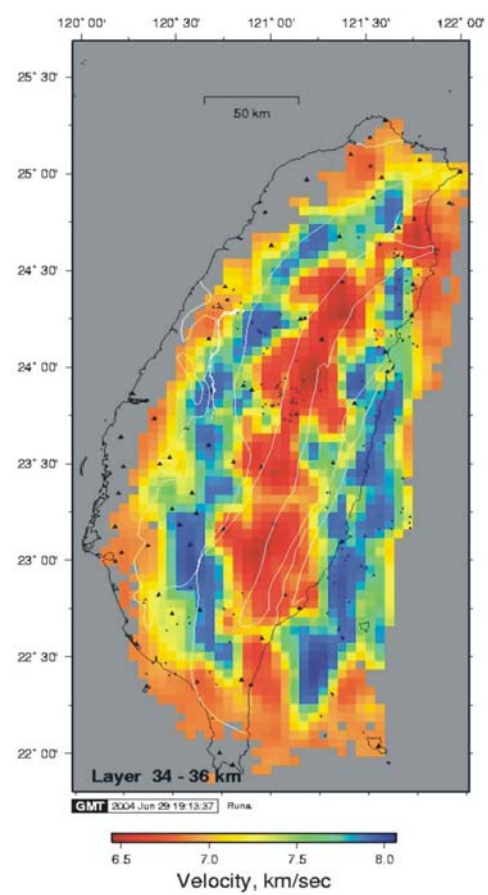 120° 00' 120° 30' 121° 00' 121° 30' 122° 00'
25° 30'
50 km
25° 00'
24° 30'
24° 00'
23° 30'
23° 00'
22° 30'
22° 00'
Layer 34 - 36 km
GMT 2004 Jun 29 19:13:37 Runa
6.5 7.0 7.5 8.0
Velocity, km/sec